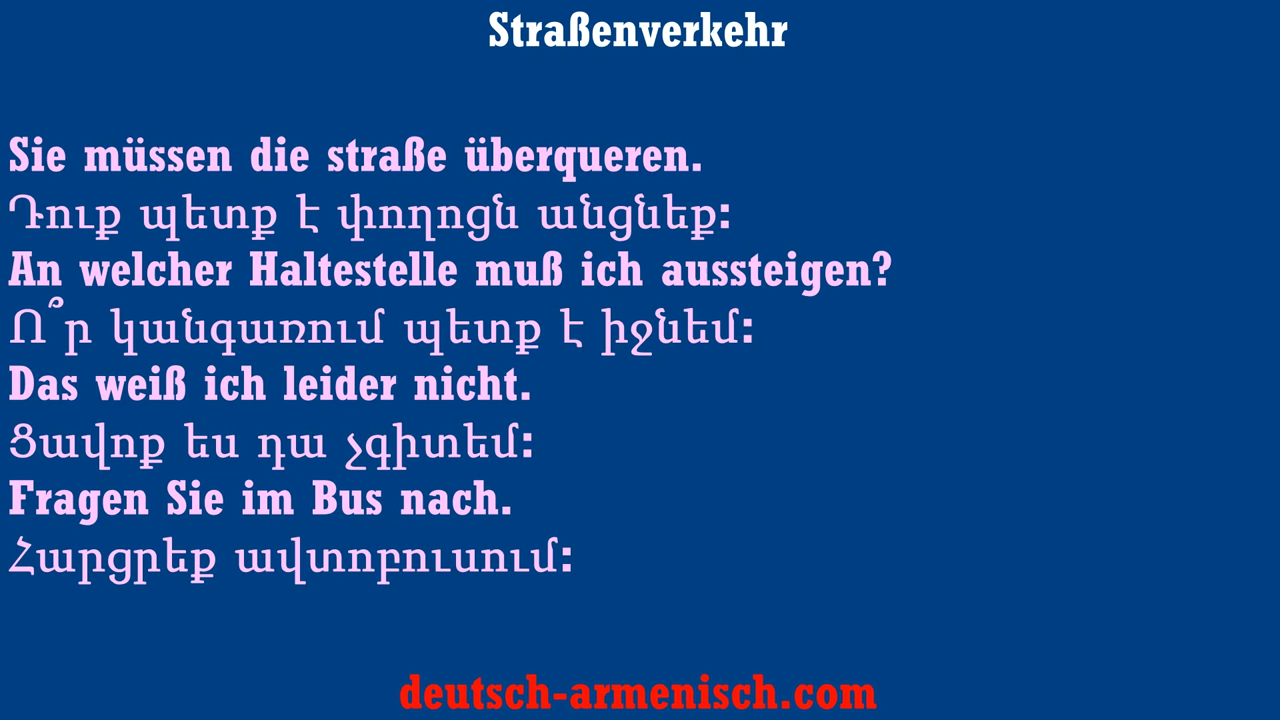 Straßenverkehr
Sie müssen die straße überqueren.
Դուք պետք է փողոցն անցնեք:
An welcher Haltestelle muß ich aussteigen?
Ո՞ր կանգառում պետք է իջնեմ:
Das weiß ich leider nicht.
Ցավոք ես դա չգիտեմ:
Fragen Sie im Bus nach.
Հարցրեք ավտոբուսում:
deutsch-armenisch.com